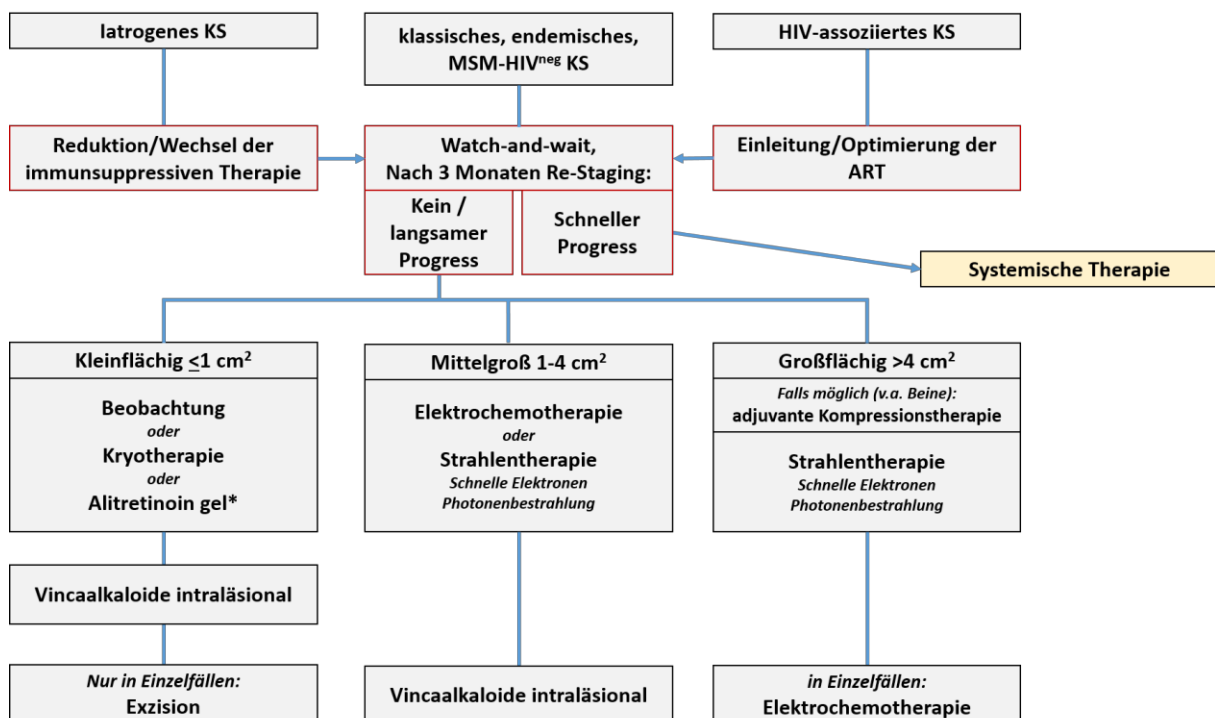 Iatrogenes KS
klassisches, endemisches,
MSM-HIVⁿᵉᵍ KS
HIV-assoziiertes KS
Reduktion/Wechsel der
immunsuppressiven Therapie
Watch-and-wait,
Nach 3 Monaten Re-Staging:
Einleitung/Optimierung der
ART
Kein /
langsamer
Progress
Schneller
Progress
Systemische Therapie
Kleinflächig ≤1 cm²
Beobachtung
oder
Kryotherapie
oder
Alitretinoin gel*
Vincaalkaloide intraläsional
Nur in Einzelfällen:
Exzision
Mittelgroß 1-4 cm²
Elektrochemotherapie
oder
Strahlentherapie
Schnelle Elektronen
Photonenbestrahlung
Vincaalkaloide intraläsional
Großflächig >4 cm²
Falls möglich (v.a. Beine):
adjuvante Kompressionstherapie
Strahlentherapie
Schnelle Elektronen
Photonenbestrahlung
in Einzelfällen:
Elektrochemotherapie